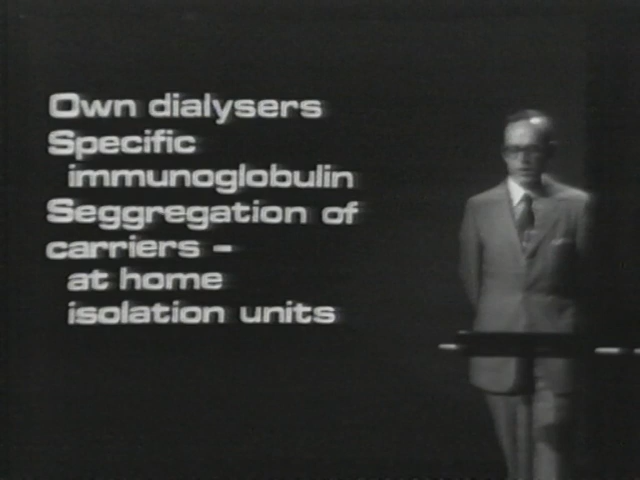 Own dialysers
Specific
immunoglobulin
Seggregation of
carriers -
at home
isolation units